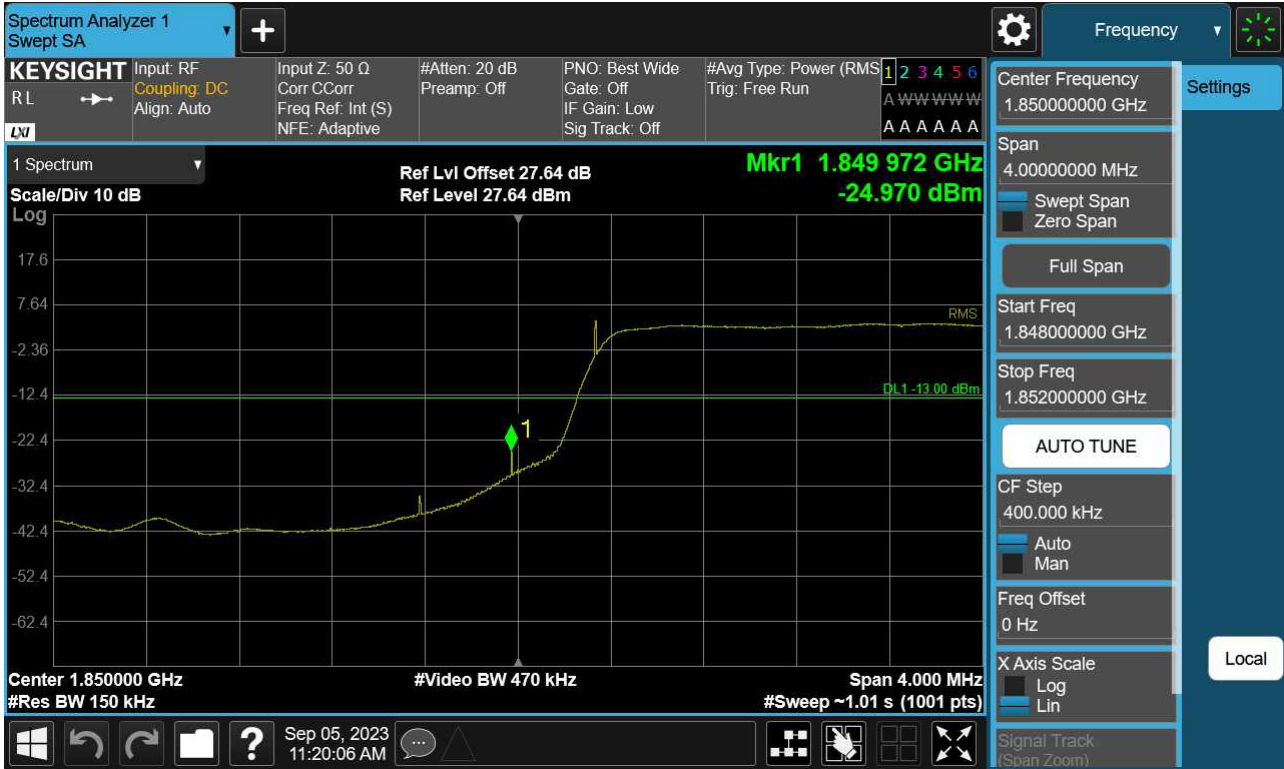 Spectrum Analyzer 1
Swept SA
+
Frequency
KEYSIGHT
R L
LXI
Input: RF
Coupling: DC
Align: Auto
Input Z: 50 Ω
Corr CCorr
Freq Ref: Int (S)
NFE: Adaptive
#Atten: 20 dB
Preamp: Off
PNO: Best Wide
Gate: Off
IF Gain: Low
Sig Track: Off
#Avg Type: Power (RMS
Trig: Free Run
1 2 3 4 5 6
A W W W W W
A A A A A A
1 Spectrum
Scale/Div 10 dB
Log
Ref Lvl Offset 27.64 dB
Ref Level 27.64 dBm
Mkr1 1.849 972 GHz
-24.970 dBm
17.6
7.64
-2.36
-12.4
-22.4
-32.4
-42.4
-52.4
-62.4
RMS
DL1 -13.00 dBm
1
Center 1.850000 GHz
#Res BW 150 kHz
#Video BW 470 kHz
Span 4.000 MHz
#Sweep ~1.01 s (1001 pts)
Center Frequency
1.850000000 GHz
Span
4.00000000 MHz
Swept Span
Zero Span
Full Span
Start Freq
1.848000000 GHz
Stop Freq
1.852000000 GHz
AUTO TUNE
CF Step
400.000 kHz
Auto
Man
Freq Offset
0 Hz
X Axis Scale
Log
Lin
Signal Track
(Span Zoom)
Settings
Local
?
Sep 05, 2023
11:20:06 AM